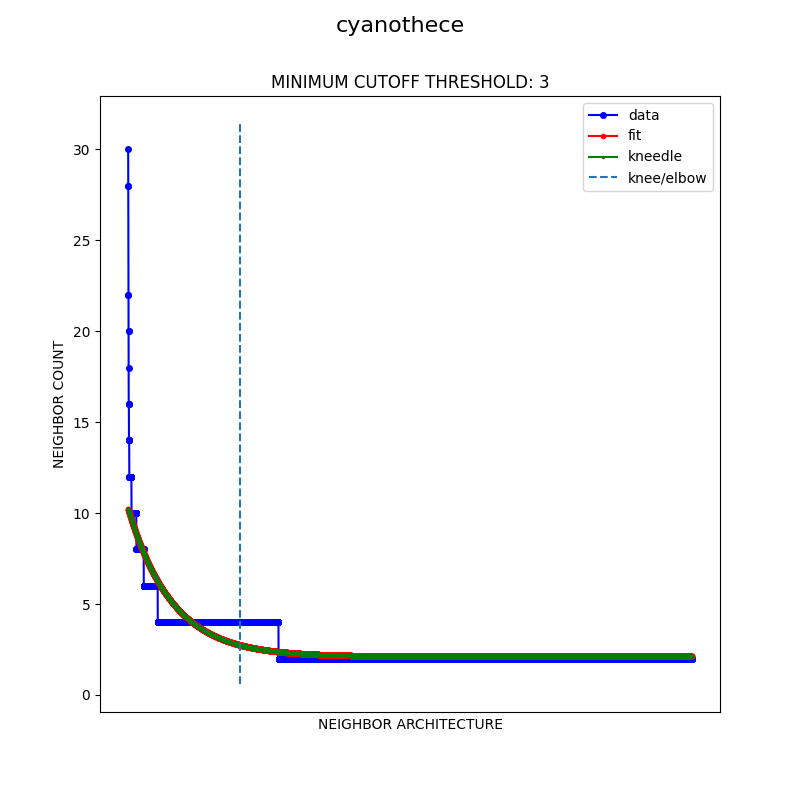 cyanothece
MINIMUM CUTOFF THRESHOLD: 3
data
fit
kneedle
knee/elbow
NEIGHBOR COUNT
30
25
20
15
10
5
0
NEIGHBOR ARCHITECTURE